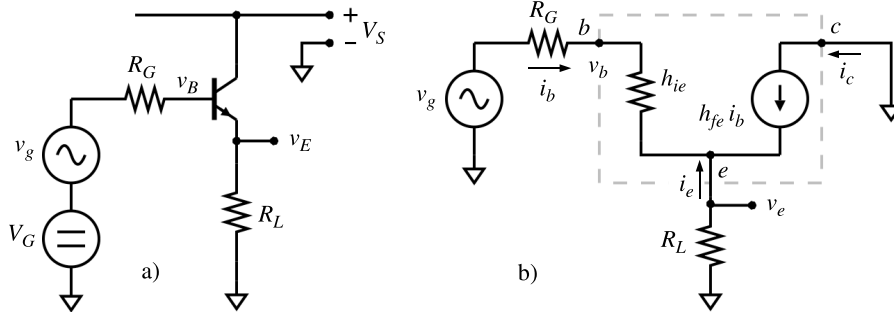 +
V_S
−
R_G
v_B
v_g
v_E
V_G
R_L
a)
R_G
b
c
v_b
i_b
h_ie
i_c
v_g
h_fe i_b
e
i_e
v_e
R_L
b)